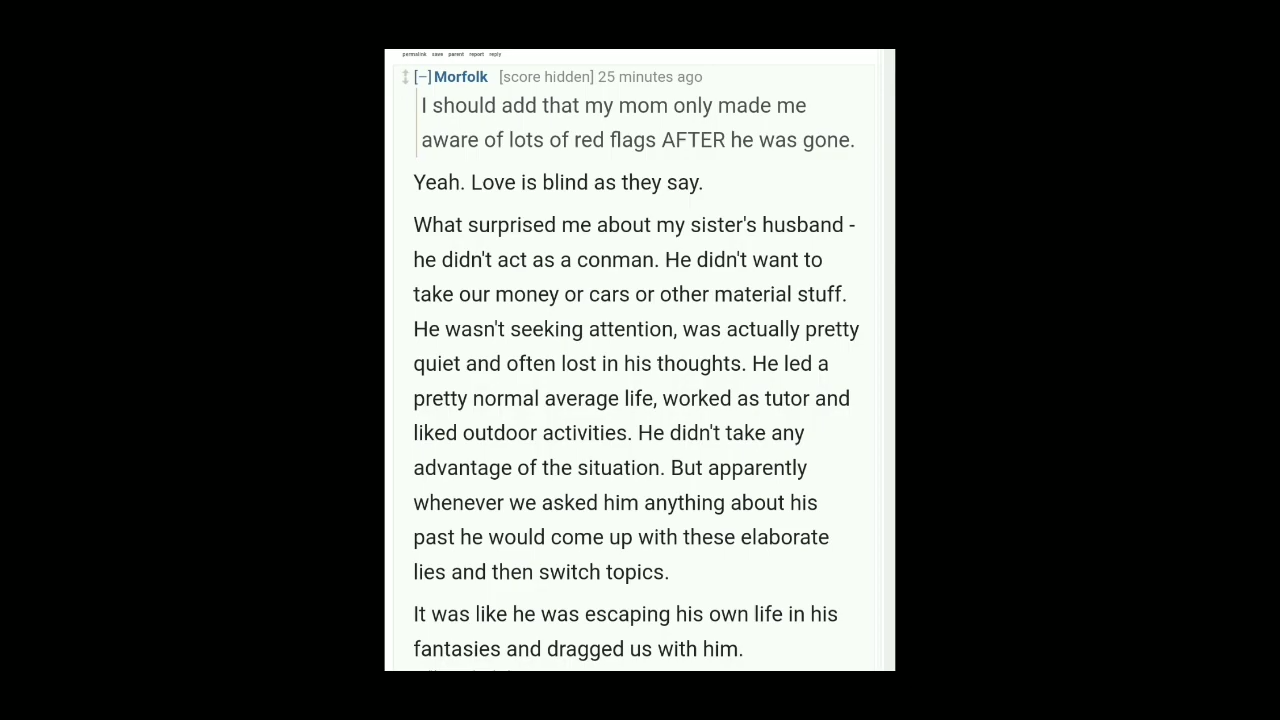 permalink save parent report reply
[–] Morfolk [score hidden] 25 minutes ago
I should add that my mom only made me
aware of lots of red flags AFTER he was gone.
Yeah. Love is blind as they say.
What surprised me about my sister's husband -
he didn't act as a conman. He didn't want to
take our money or cars or other material stuff.
He wasn't seeking attention, was actually pretty
quiet and often lost in his thoughts. He led a
pretty normal average life, worked as tutor and
liked outdoor activities. He didn't take any
advantage of the situation. But apparently
whenever we asked him anything about his
past he would come up with these elaborate
lies and then switch topics.
It was like he was escaping his own life in his
fantasies and dragged us with him.